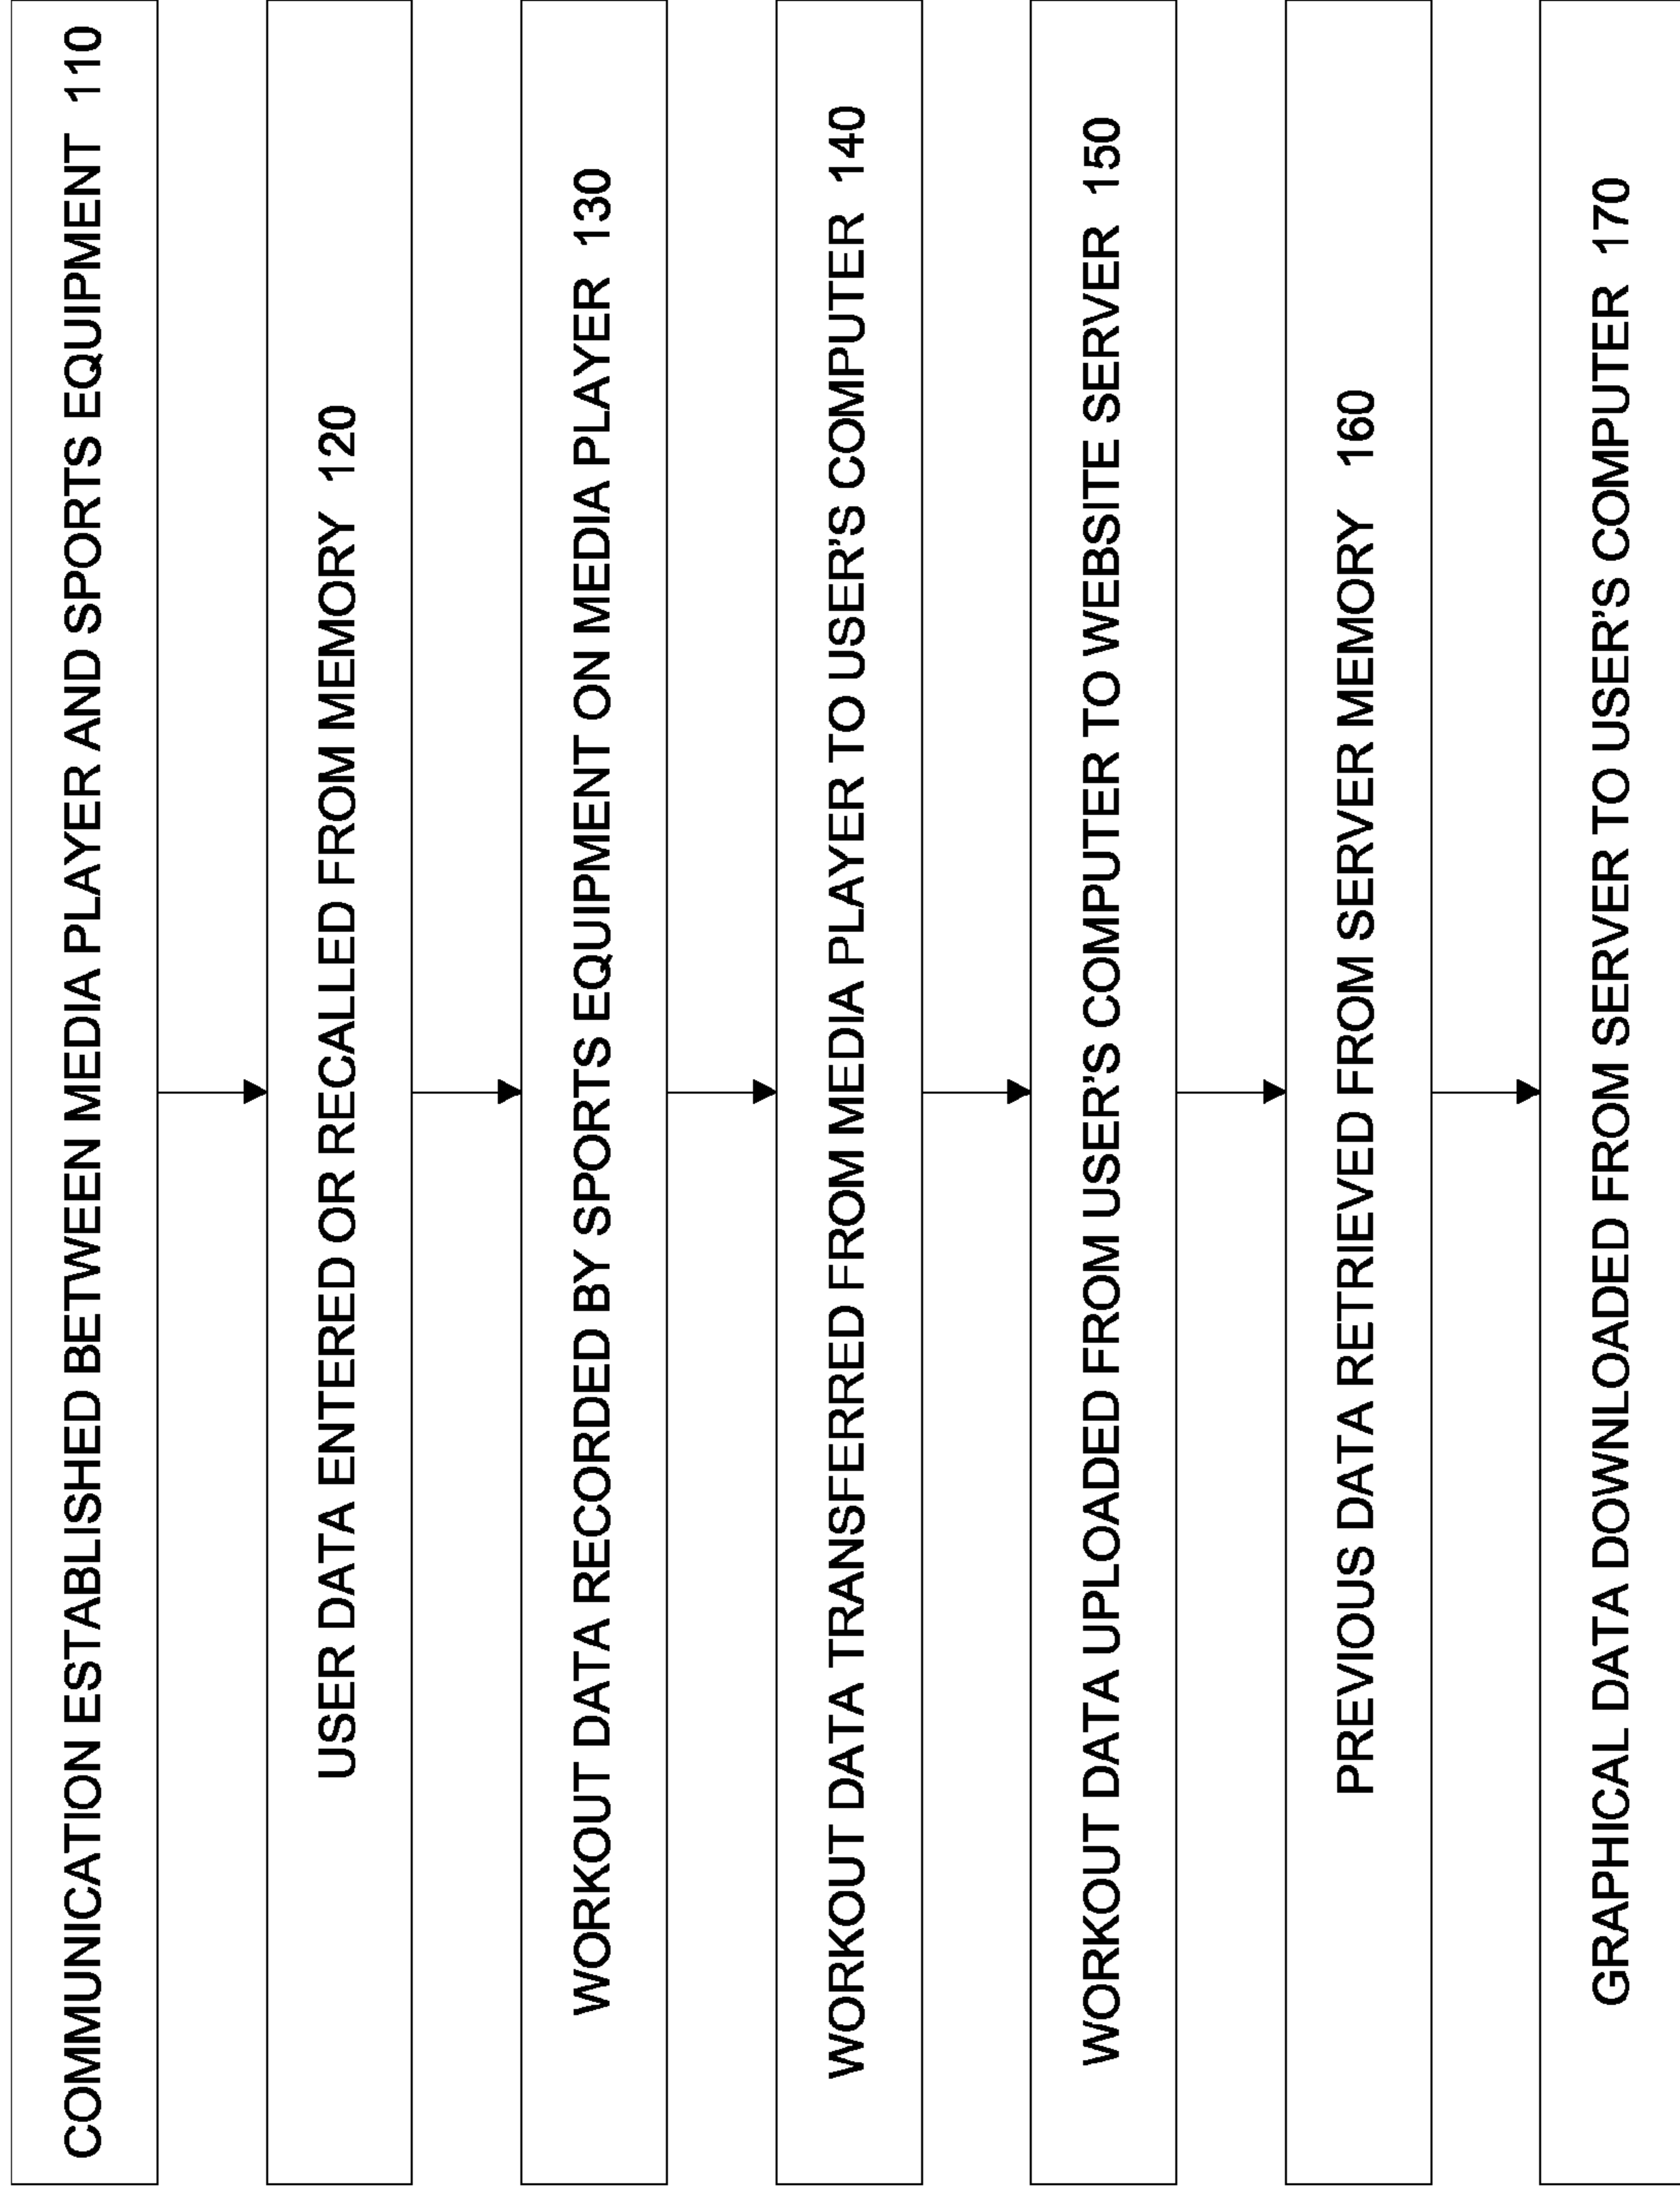 COMMUNICATION ESTABLISHED BETWEEN MEDIA PLAYER AND SPORTS EQUIPMENT 110
USER DATA ENTERED OR RECALLED FROM MEMORY 120
WORKOUT DATA RECORDED BY SPORTS EQUIPMENT ON MEDIA PLAYER 130
WORKOUT DATA TRANSFERRED FROM MEDIA PLAYER TO USER'S COMPUTER 140
WORKOUT DATA UPLOADED FROM USER'S COMPUTER TO WEBSITE SERVER 150
PREVIOUS DATA RETRIEVED FROM SERVER MEMORY 160
GRAPHICAL DATA DOWNLOADED FROM SERVER TO USER'S COMPUTER 170